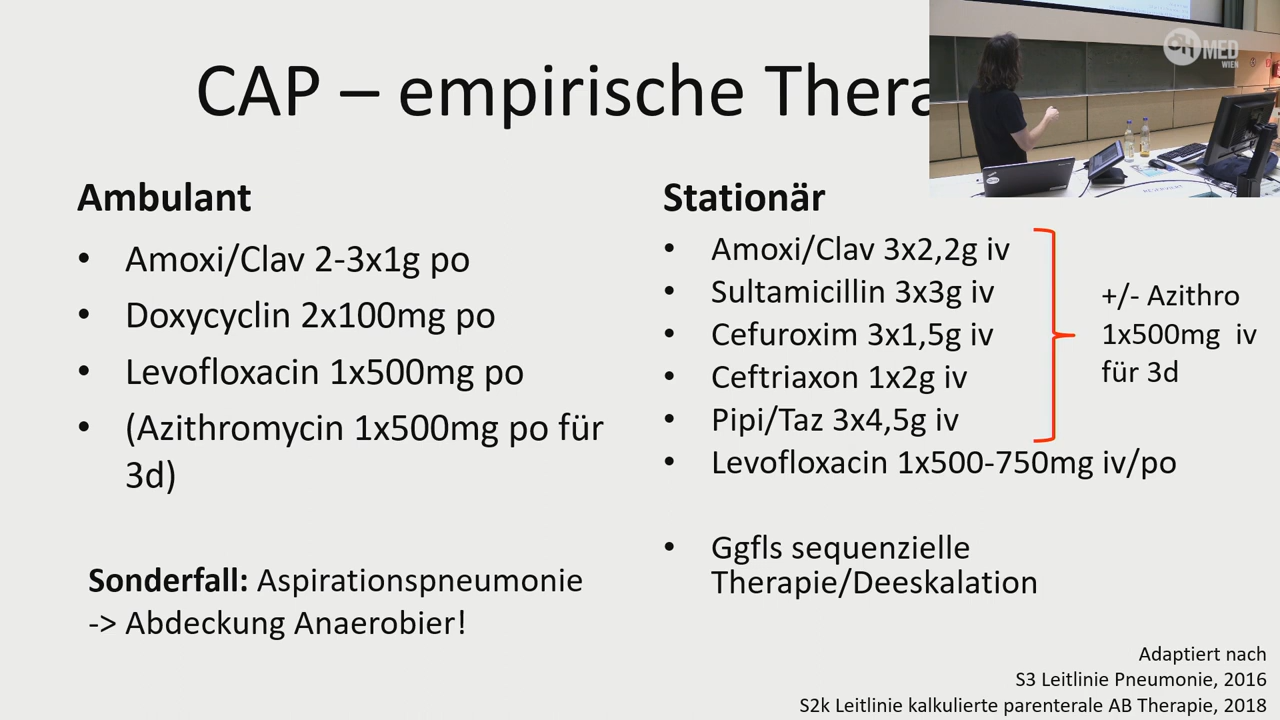 CAP – empirische Thera
MED
WIEN
Ambulant
• Amoxi/Clav 2-3x1g po
• Doxycyclin 2x100mg po
• Levofloxacin 1x500mg po
• (Azithromycin 1x500mg po für
3d)
Sonderfall: Aspirationspneumonie
-> Abdeckung Anaerobier!
Stationär
• Amoxi/Clav 3x2,2g iv
• Sultamicillin 3x3g iv
• Cefuroxim 3x1,5g iv
• Ceftriaxon 1x2g iv
• Pipi/Taz 3x4,5g iv
• Levofloxacin 1x500-750mg iv/po
+/- Azithro
1x500mg iv
für 3d
• Ggfls sequenzielle
Therapie/Deeskalation
Adaptiert nach
S3 Leitlinie Pneumonie, 2016
S2k Leitlinie kalkulierte parenterale AB Therapie, 2018